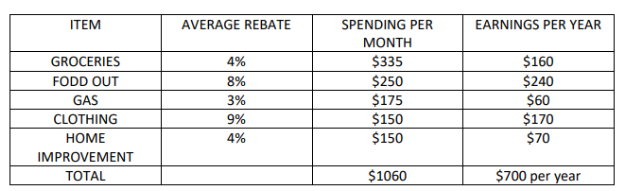 ITEM AVERAGE REBATE SPENDING PER MONTH EARNINGS PER YEAR
GROCERIES 4% $335 $160
FODD OUT 8% $250 $240
GAS 3% $175 $60
CLOTHING 9% $150 $170
HOME IMPROVEMENT 4% $150 $70
TOTAL $1060 $700 per year